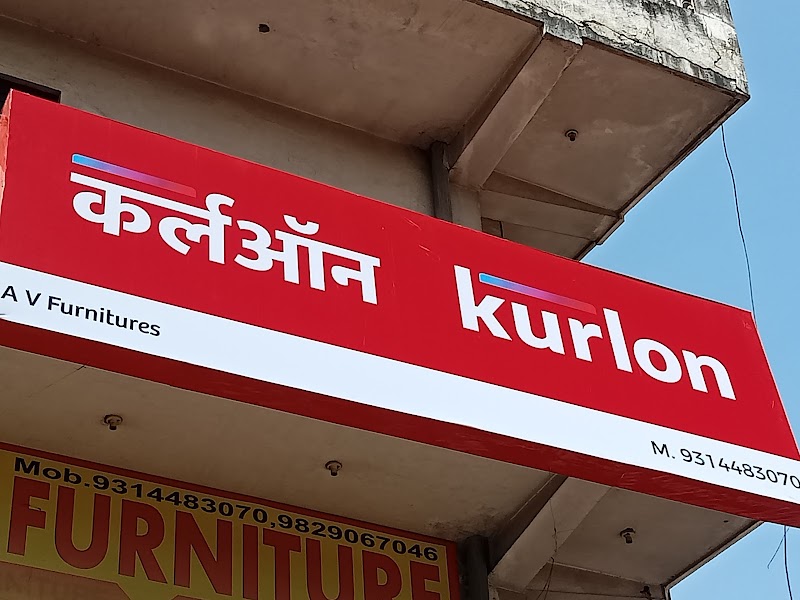 कर्लऑन kurlon
A V Furnitures
M. 9314483070
Mob.9314483070,9829067046
FURNITURE